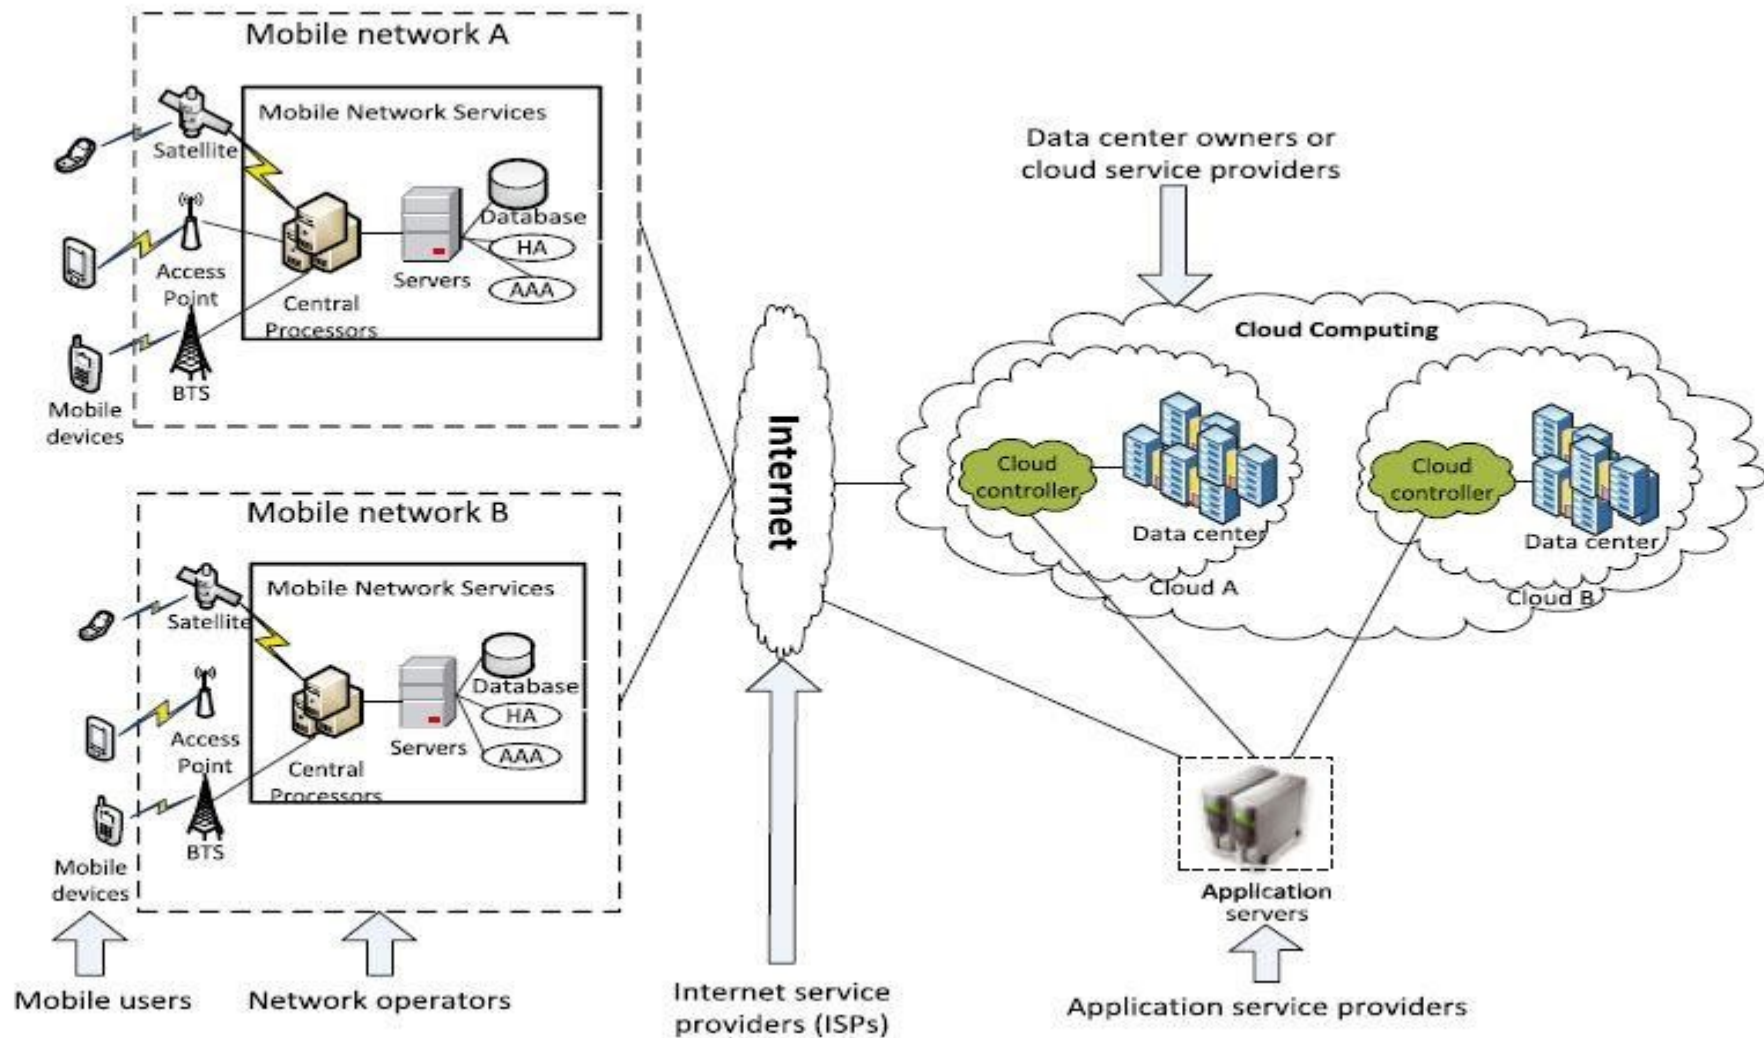 Mobile network A
Mobile Network Services
Satellite
Database
HA
Access
Point
Servers
AAA
Central
Processors
BTS
Mobile
devices
Mobile network B
Mobile Network Services
Satellite
Database
HA
Access
Point
Servers
AAA
Central
Processors
BTS
Mobile
devices
Mobile users
Network operators
Internet
Internet service
providers (ISPs)
Data center owners or
cloud service providers
Cloud Computing
Cloud
controller
Data center
Cloud A
Cloud
controller
Data center
Cloud B
Application
servers
Application service providers